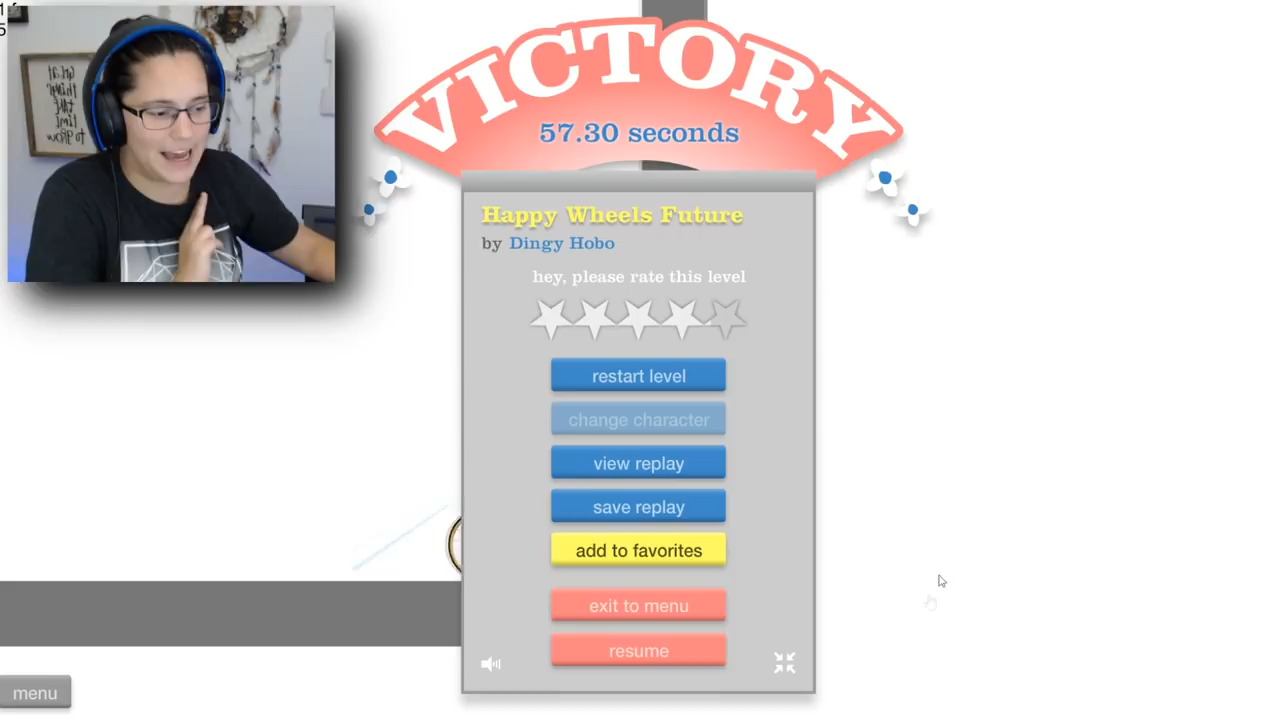 VICTORY
57.30 seconds
Happy Wheels Future
by Dingy Hobo
hey, please rate this level
restart level
change character
view replay
save replay
add to favorites
exit to menu
resume
menu